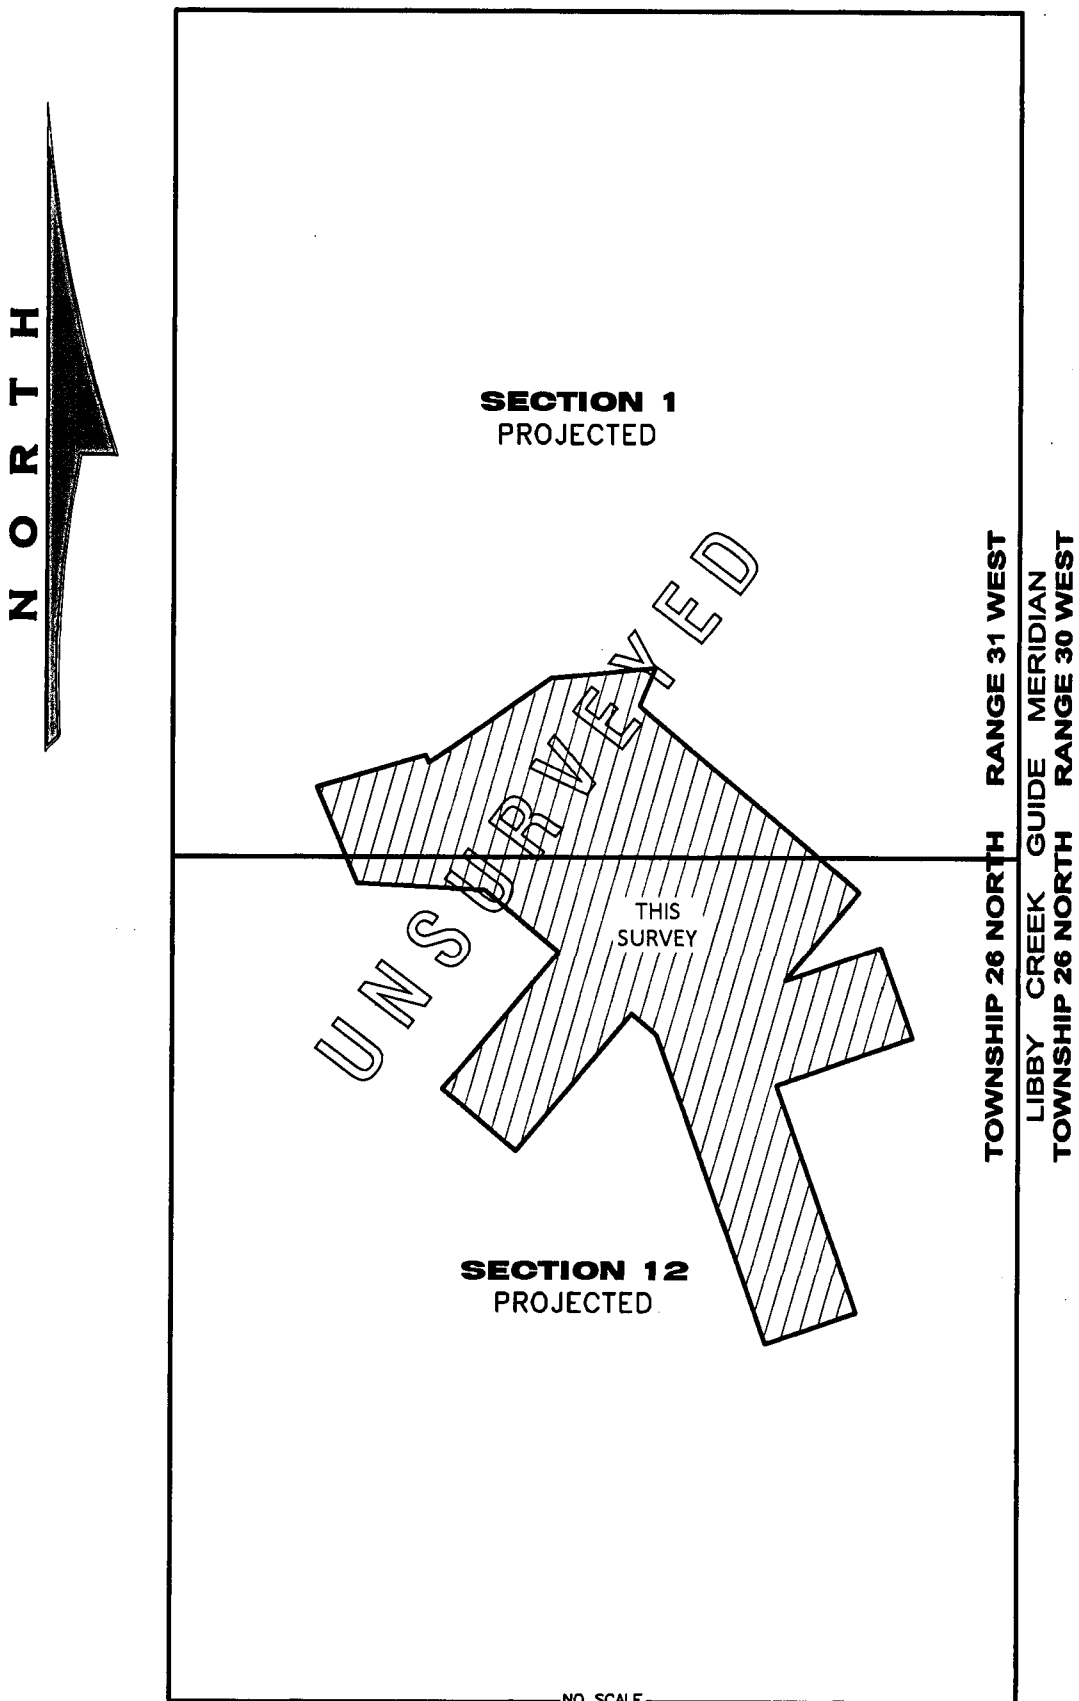 NORTH
SECTION 1
PROJECTED
UNSURVEYED
THIS
SURVEY
TOWNSHIP 26 NORTH RANGE 31 WEST
LIBBY CREEK GUIDE MERIDIAN
TOWNSHIP 26 NORTH RANGE 30 WEST
SECTION 12
PROJECTED
NO SCALE